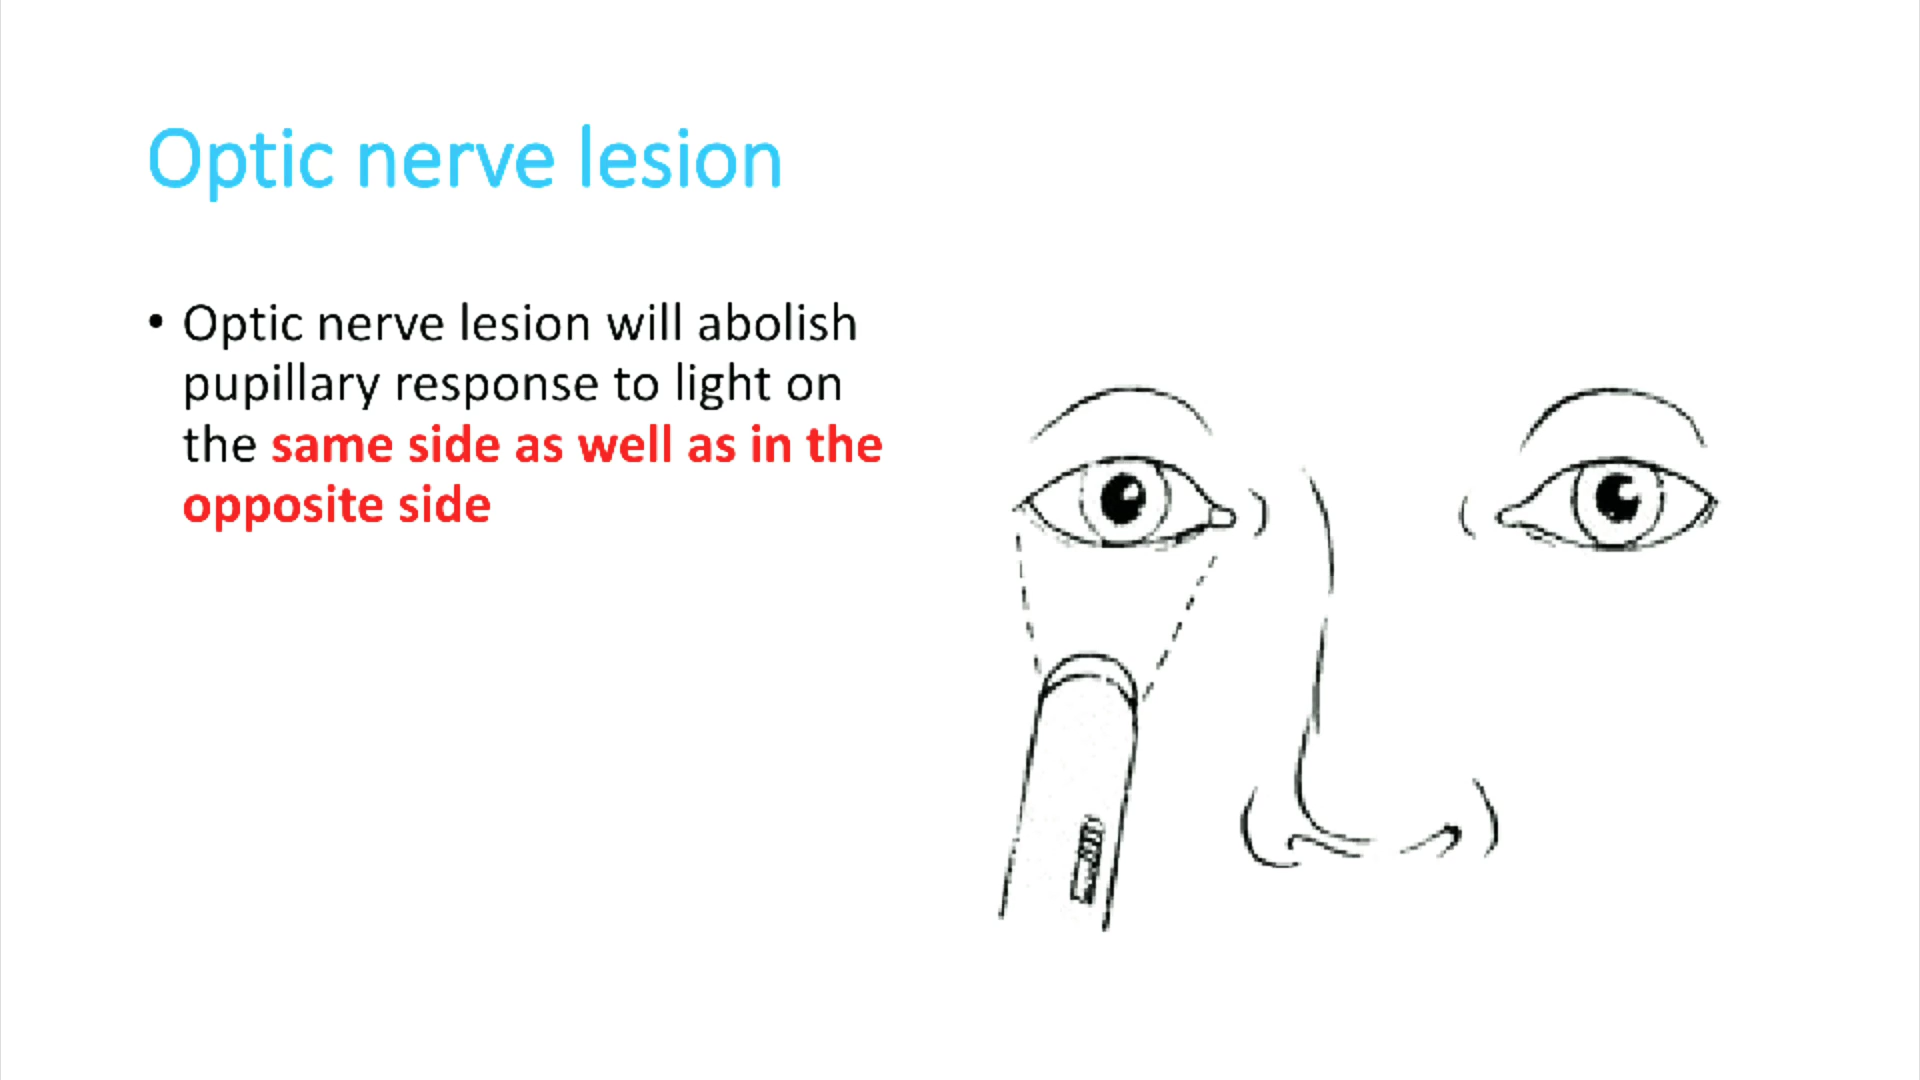 Optic nerve lesion
• Optic nerve lesion will abolish
pupillary response to light on
the same side as well as in the
opposite side